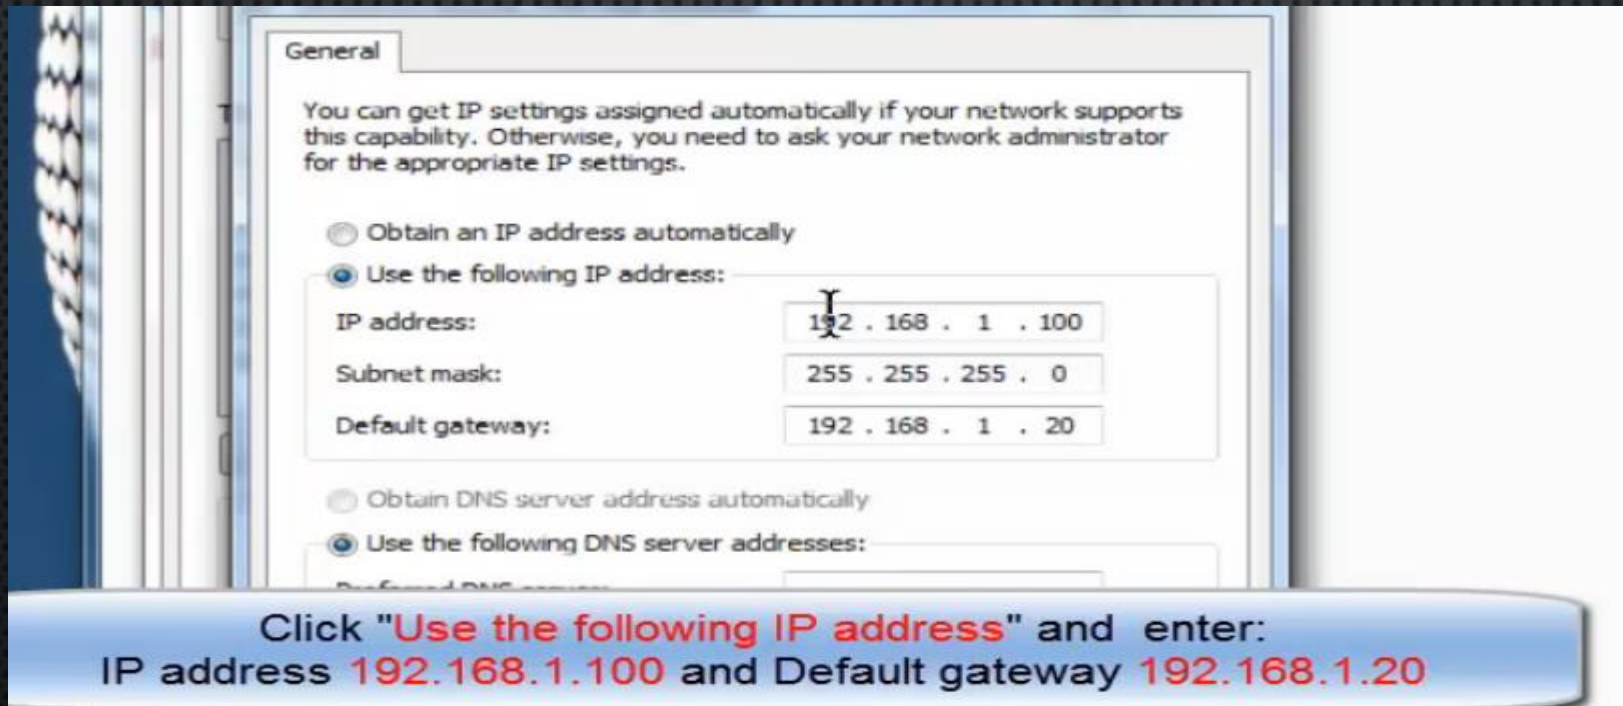 General
You can get IP settings assigned automatically if your network supports
this capability. Otherwise, you need to ask your network administrator
for the appropriate IP settings.
Obtain an IP address automatically
Use the following IP address:
IP address: 192 . 168 . 1 . 100
Subnet mask: 255 . 255 . 255 . 0
Default gateway: 192 . 168 . 1 . 20
Obtain DNS server address automatically
Use the following DNS server addresses:
Preferred DNS server:
Click "Use the following IP address" and enter:
IP address 192.168.1.100 and Default gateway 192.168.1.20